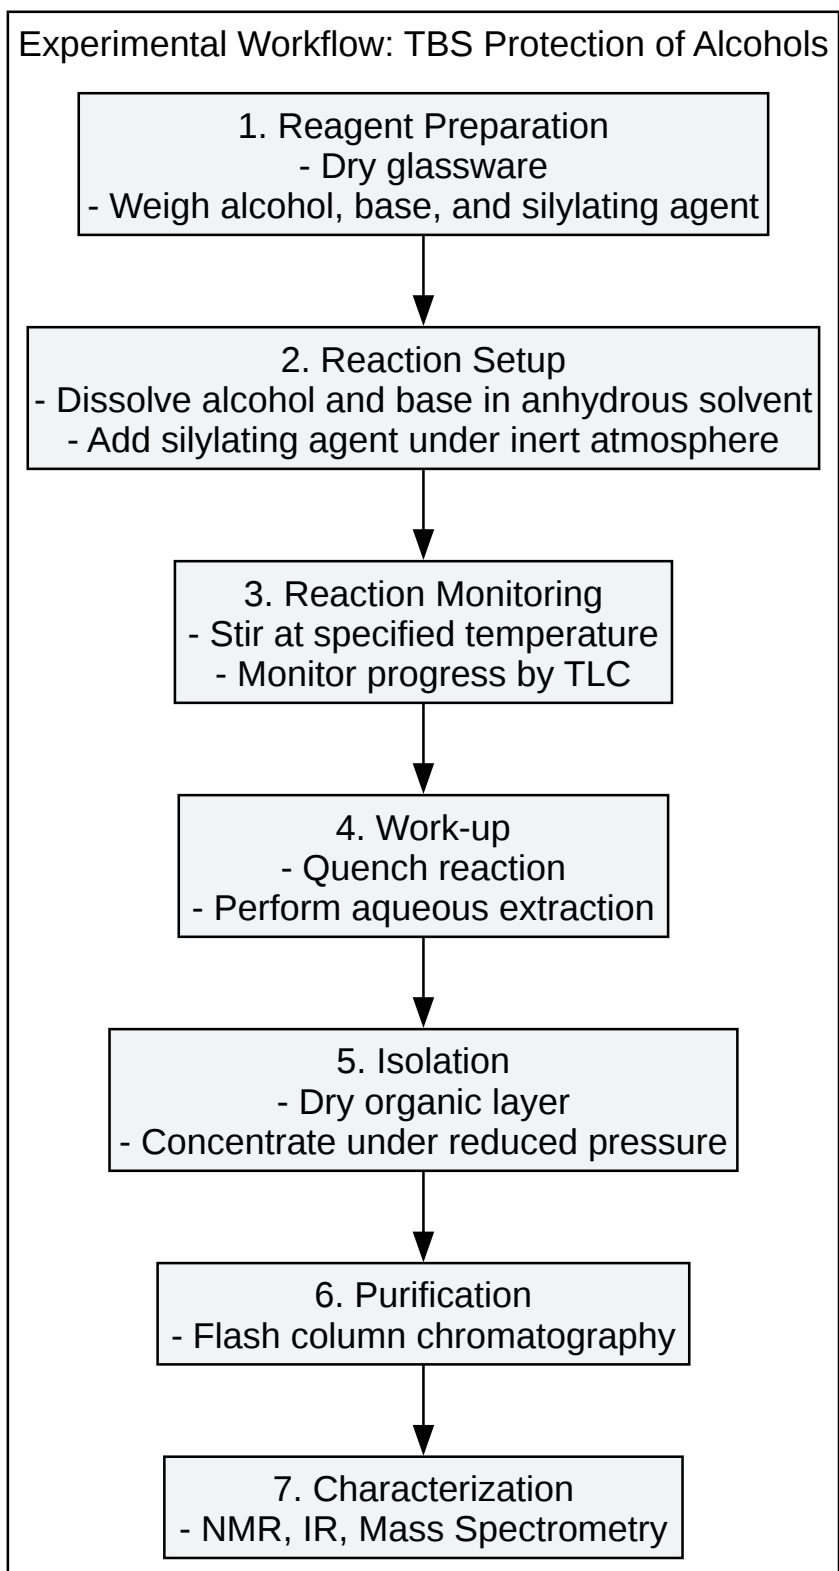 Experimental Workflow: TBS Protection of Alcohols
1. Reagent Preparation
- Dry glassware
- Weigh alcohol, base, and silylating agent
2. Reaction Setup
- Dissolve alcohol and base in anhydrous solvent
- Add silylating agent under inert atmosphere
3. Reaction Monitoring
- Stir at specified temperature
- Monitor progress by TLC
4. Work-up
- Quench reaction
- Perform aqueous extraction
5. Isolation
- Dry organic layer
- Concentrate under reduced pressure
6. Purification
- Flash column chromatography
7. Characterization
- NMR, IR, Mass Spectrometry